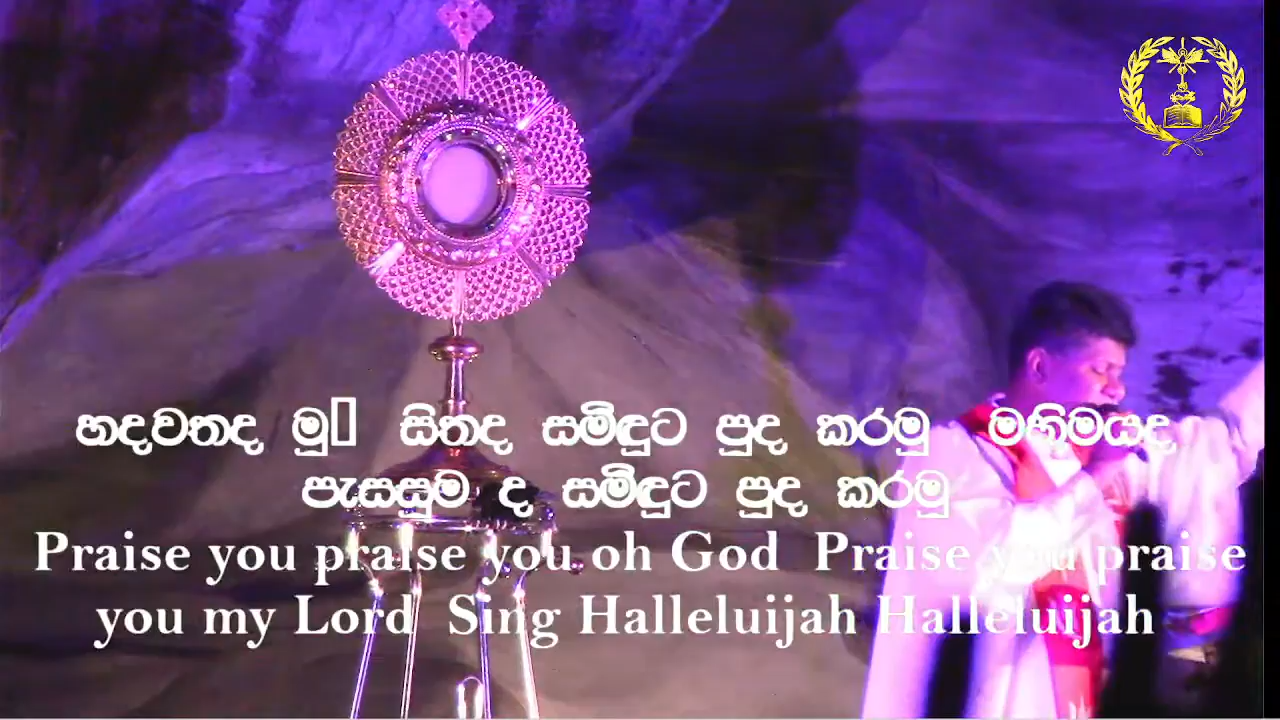 හදවතද මු සිතද සමිඳුට පුද කරමු මහිමයද
පැසසුම ද සමිඳුට පුද කරමු
Praise you praise you oh God Praise you praise
you my Lord Sing Halleluijah Halleluijah